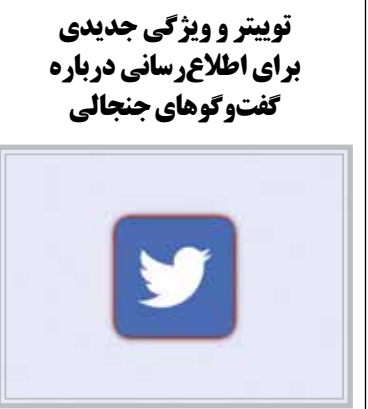 توییتر و ویژگی جدیدی
برای اطلاع‌رسانی درباره
گفت‌وگوهای جنجالی